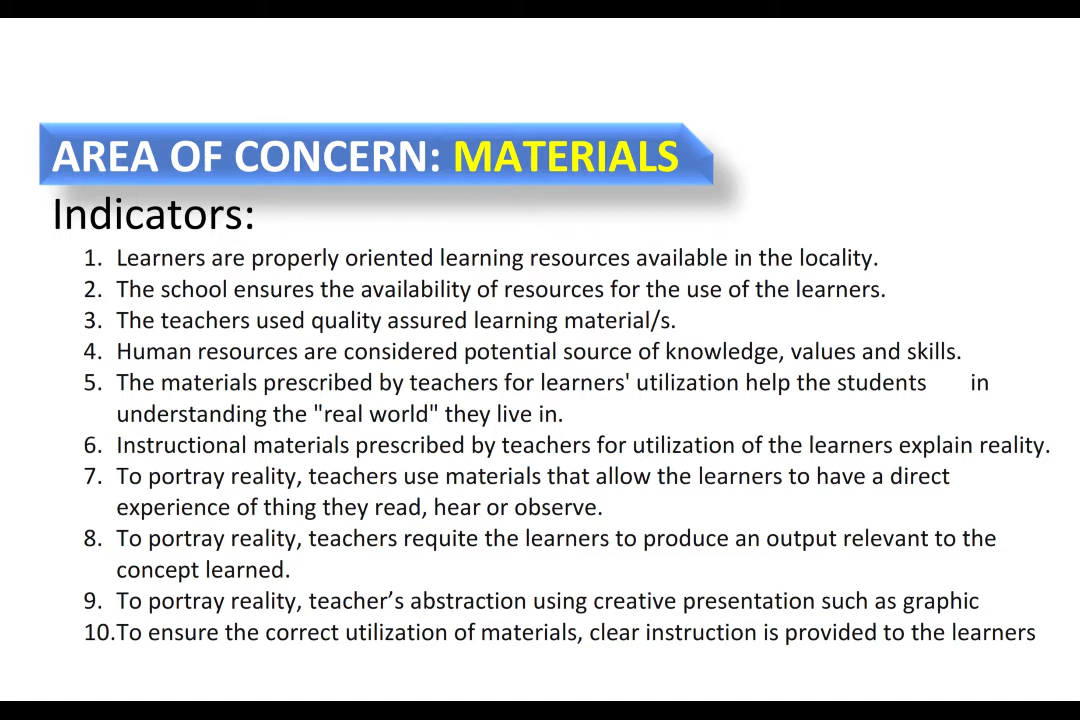 AREA OF CONCERN: MATERIALS
Indicators:
1. Learners are properly oriented learning resources available in the locality.
2. The school ensures the availability of resources for the use of the learners.
3. The teachers used quality assured learning material/s.
4. Human resources are considered potential source of knowledge, values and skills.
5. The materials prescribed by teachers for learners' utilization help the students in
understanding the "real world" they live in.
6. Instructional materials prescribed by teachers for utilization of the learners explain reality.
7. To portray reality, teachers use materials that allow the learners to have a direct
experience of thing they read, hear or observe.
8. To portray reality, teachers requite the learners to produce an output relevant to the
concept learned.
9. To portray reality, teacher’s abstraction using creative presentation such as graphic
10.To ensure the correct utilization of materials, clear instruction is provided to the learners